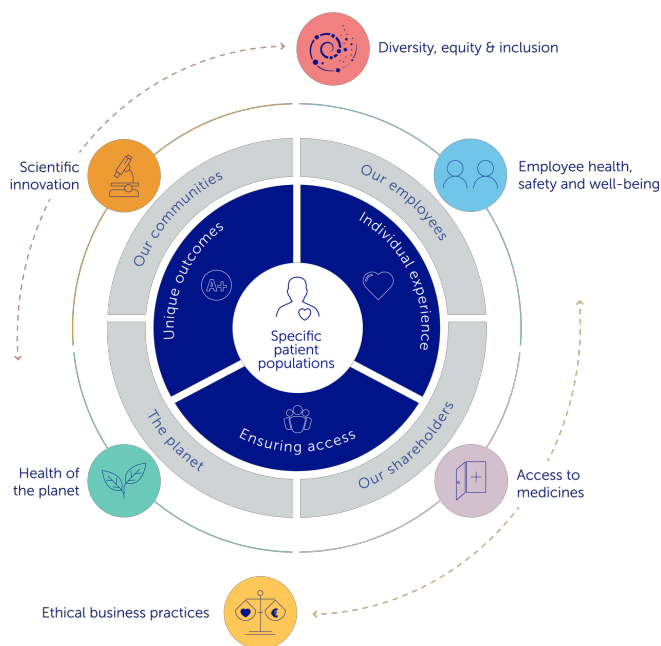 Diversity, equity & inclusion
Scientific
innovation
Employee health,
safety and well-being
Our communities
Our employees
Unique outcomes
A+
Individual experience
Specific
patient
populations
Ensuring access
The planet
Our shareholders
Health of
the planet
Access to
medicines
Ethical business practices
€